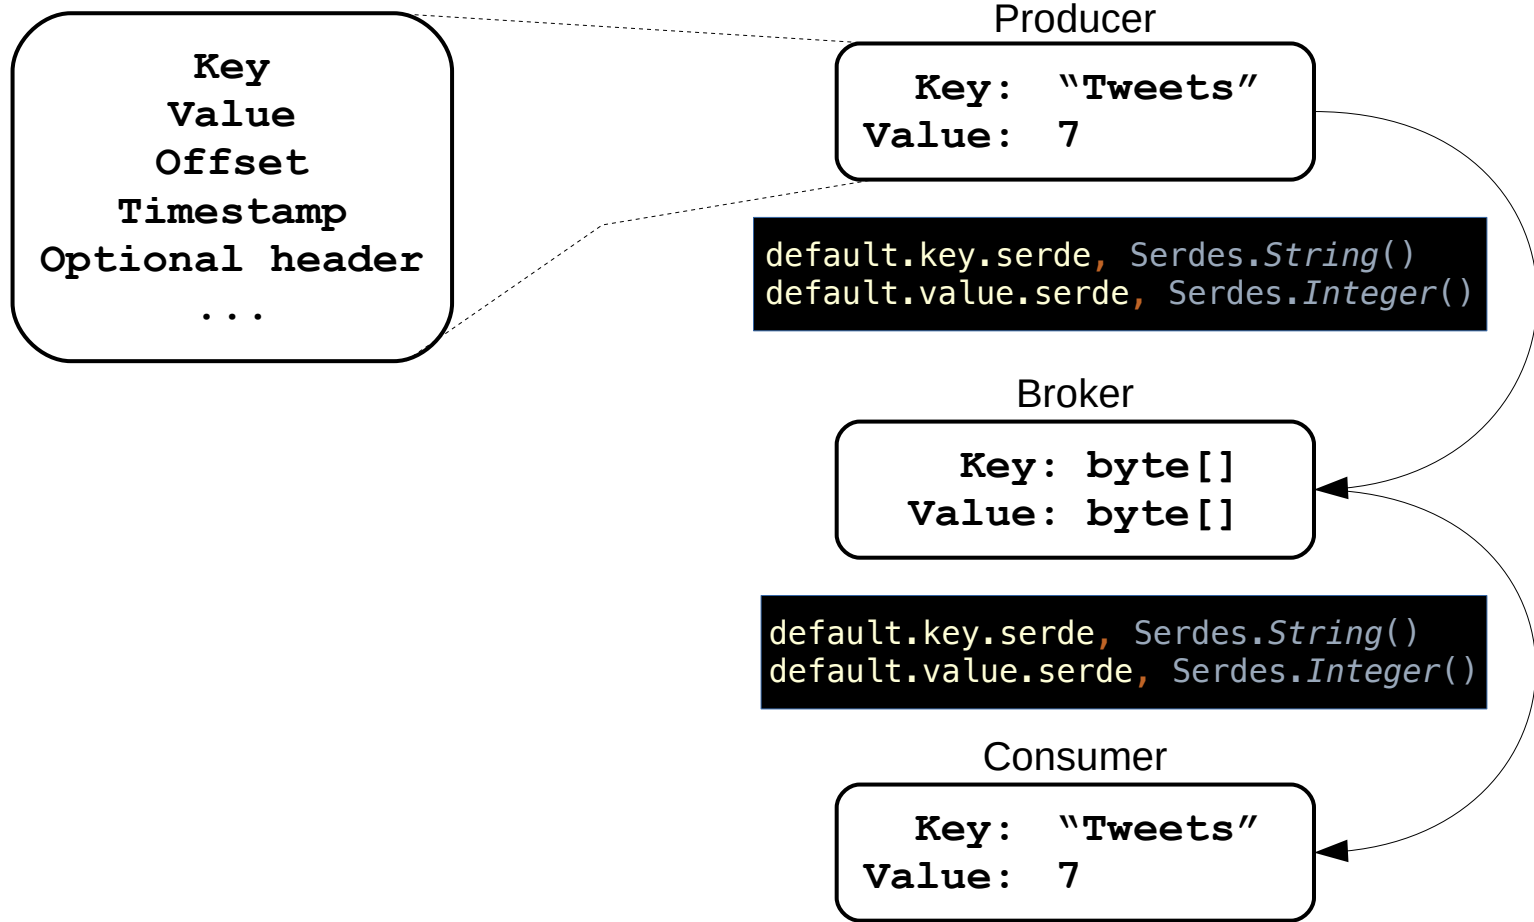 Key
Value
Offset
Timestamp
Optional header
...
Producer
Key: “Tweets”
Value: 7
default.key.serde, Serdes.String()
default.value.serde, Serdes.Integer()
Broker
Key: byte[]
Value: byte[]
default.key.serde, Serdes.String()
default.value.serde, Serdes.Integer()
Consumer
Key: “Tweets”
Value: 7